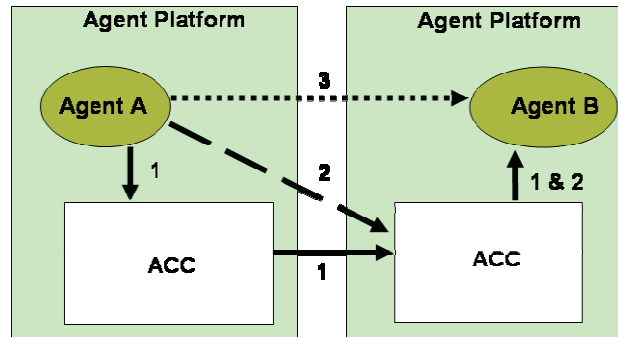 Agent Platform
Agent Platform
3
Agent A
Agent B
1
2
1 & 2
ACC
ACC
1